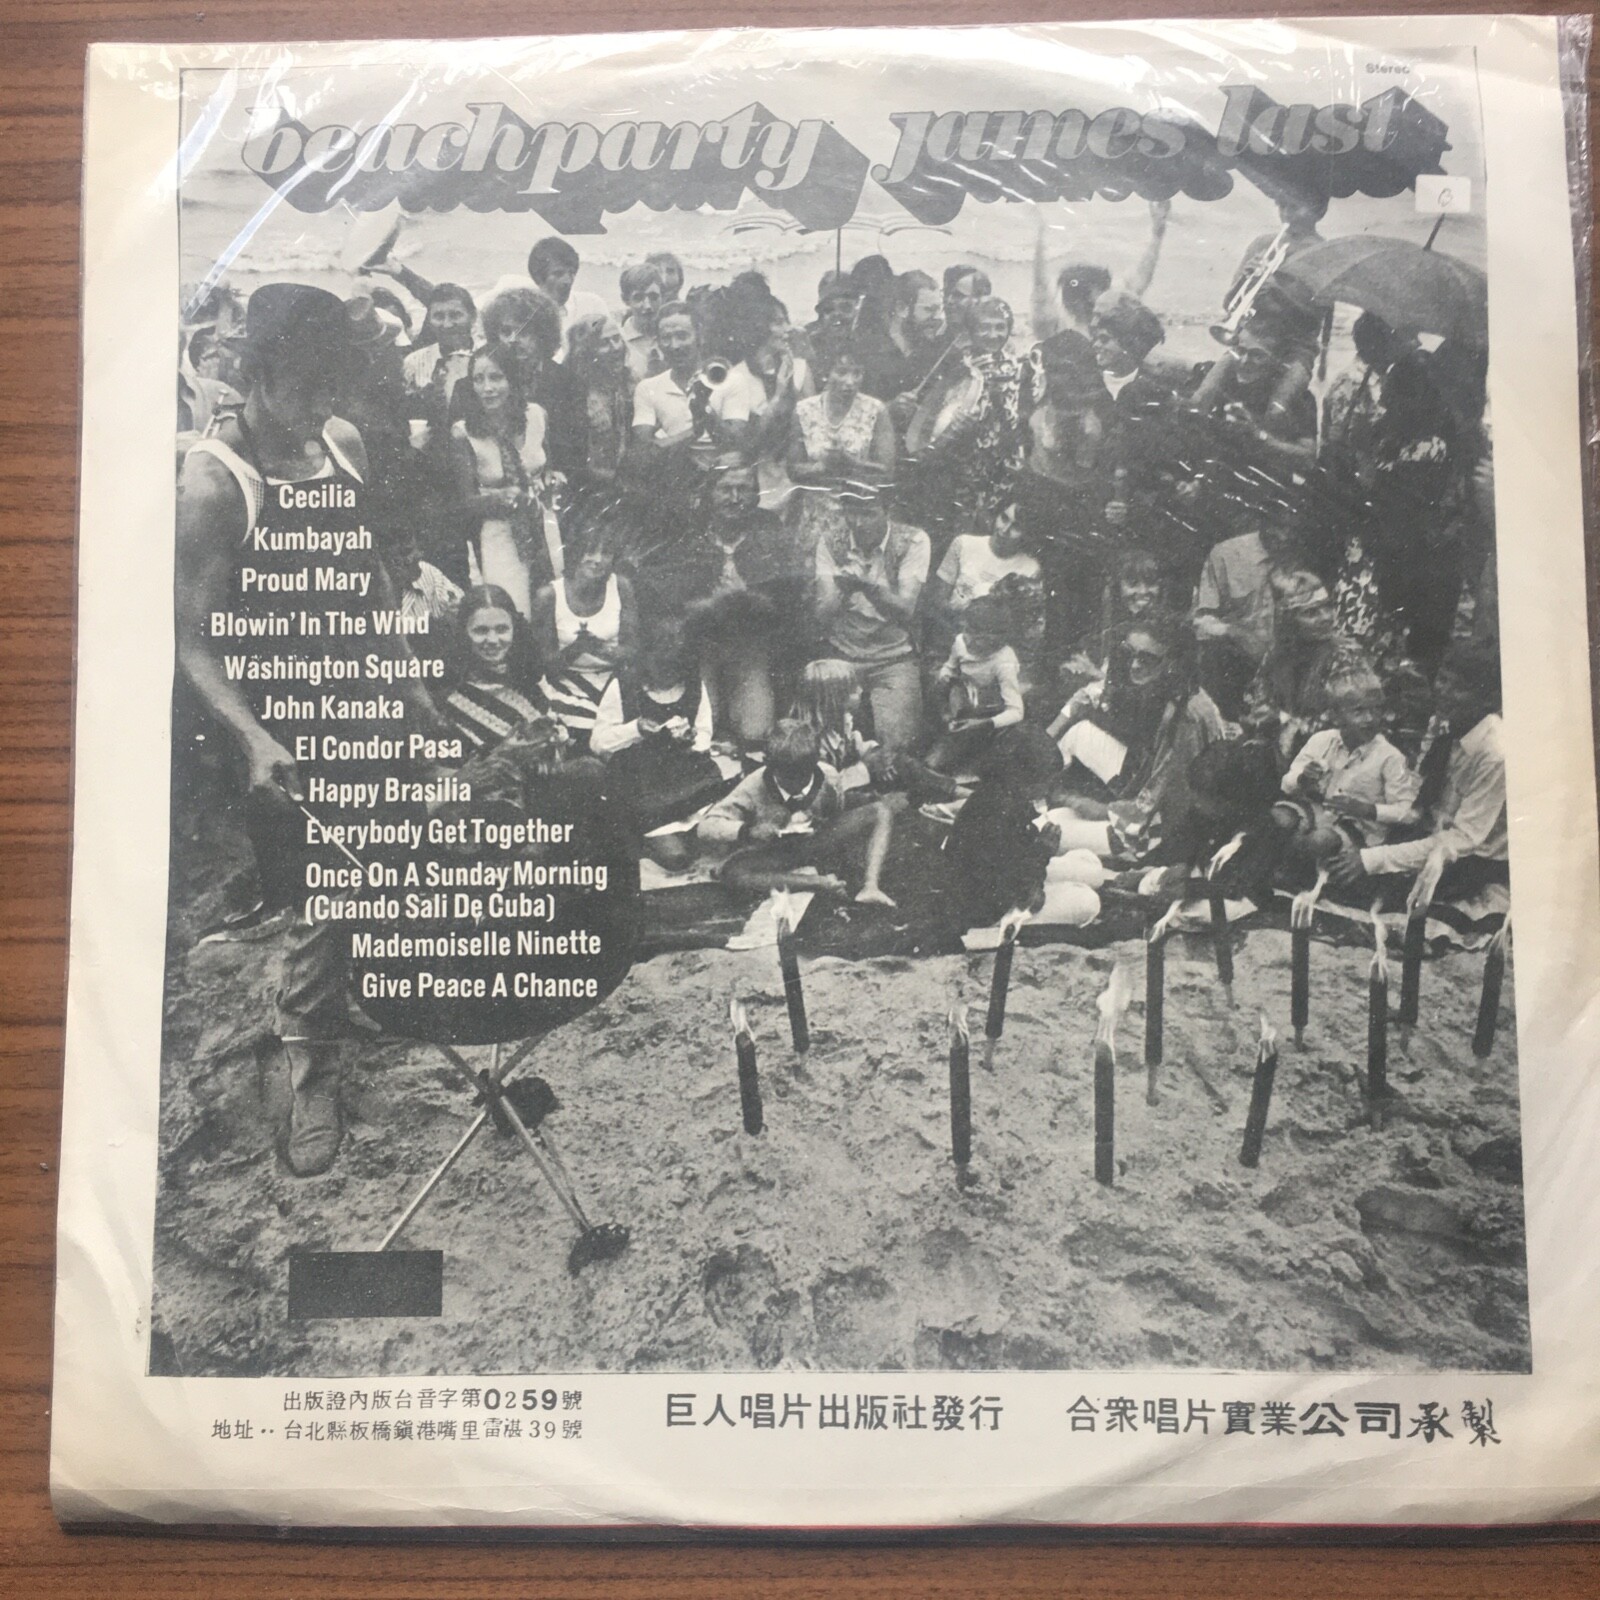 Stereo
beachparty james last
B
Cecilia
Kumbayah
Proud Mary
Blowin' In The Wind
Washington Square
John Kanaka
El Condor Pasa
Happy Brasilia
Everybody Get Together
Once On A Sunday Morning
(Cuando Sali De Cuba)
Mademoiselle Ninette
Give Peace A Chance
出版證內版台音字第0259號
地址‥台北縣板橋鎮港嘴里雷湛39號
巨人唱片出版社發行
合眾唱片實業公司承製